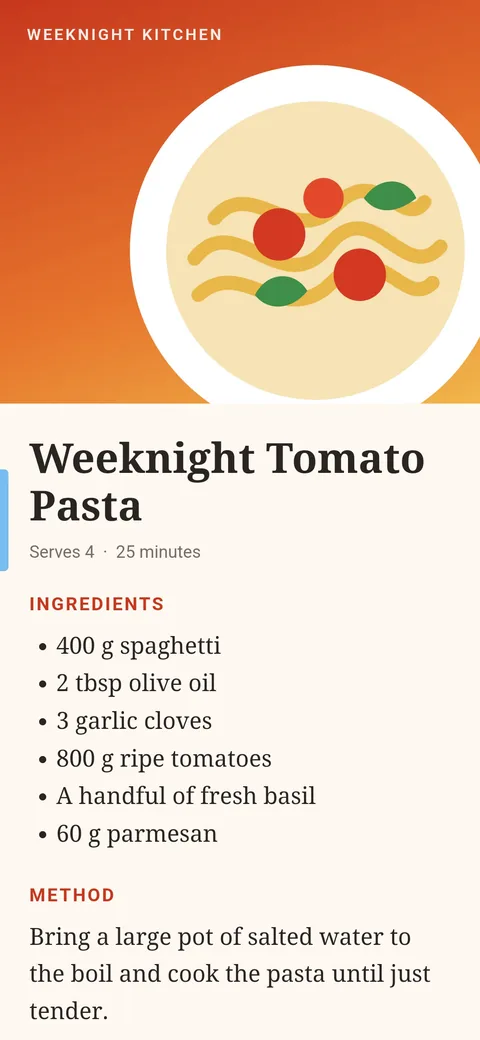 WEEKNIGHT KITCHEN
Weeknight Tomato
Pasta
Serves 4 · 25 minutes
INGREDIENTS
• 400 g spaghetti
• 2 tbsp olive oil
• 3 garlic cloves
• 800 g ripe tomatoes
• A handful of fresh basil
• 60 g parmesan
METHOD
Bring a large pot of salted water to
the boil and cook the pasta until just
tender.